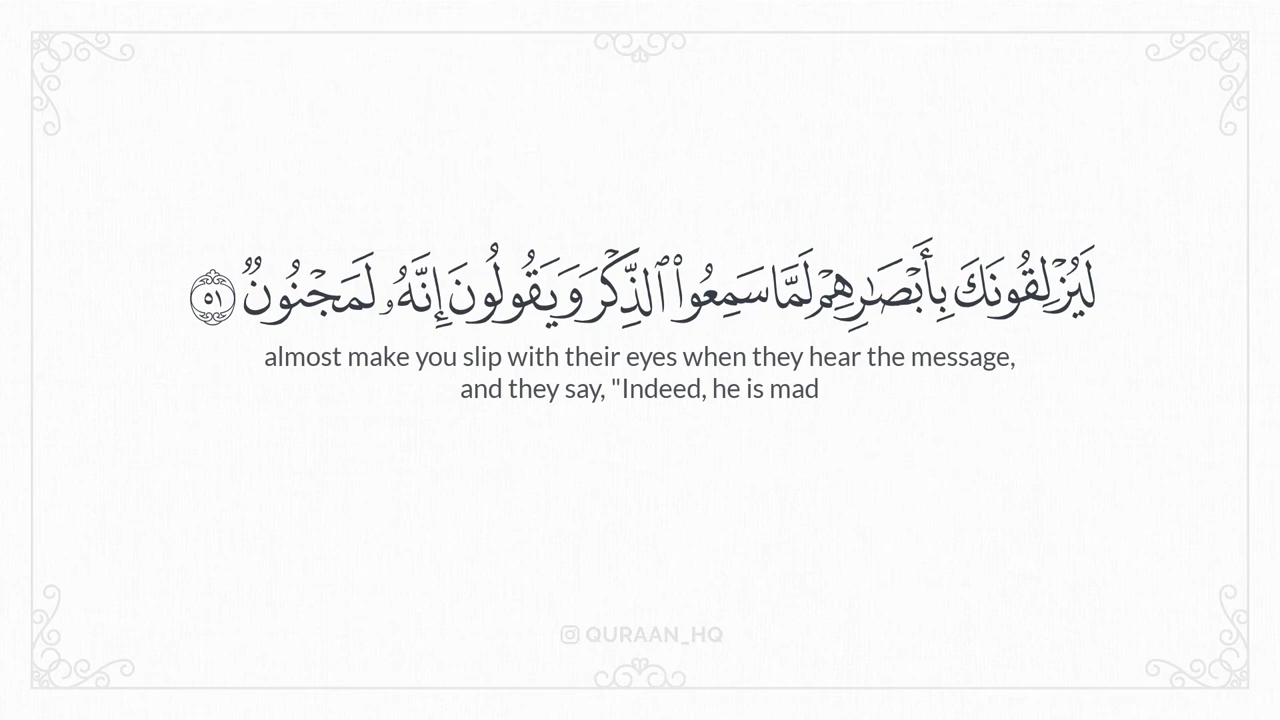 لَيُزْلِقُونَكَ بِأَبْصَٰرِهِمْ لَمَّا سَمِعُوا۟ ٱلذِّكْرَ وَيَقُولُونَ إِنَّهُۥ لَمَجْنُونٌ ٥١
almost make you slip with their eyes when they hear the message,
and they say, "Indeed, he is mad
QURAAN_HQ